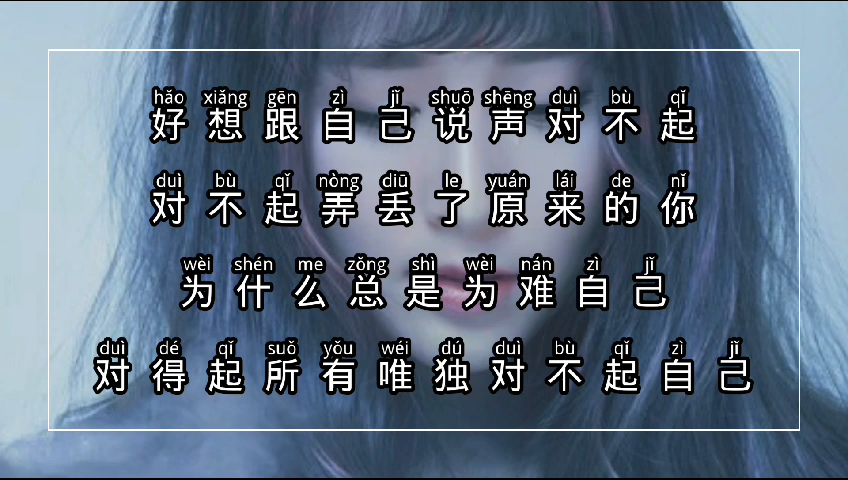 hǎo xiǎng gēn zì jǐ shuō shēng duì bù qǐ
好想跟自己说声对不起
duì bù qǐ nòng diū le yuán lái de nǐ
对不起弄丢了原来的你
wèi shén me zǒng shì wèi nán zì jǐ
为什么总是为难自己
duì dé qǐ suǒ yǒu wéi dú duì bù qǐ zì jǐ
对得起所有唯独对不起自己